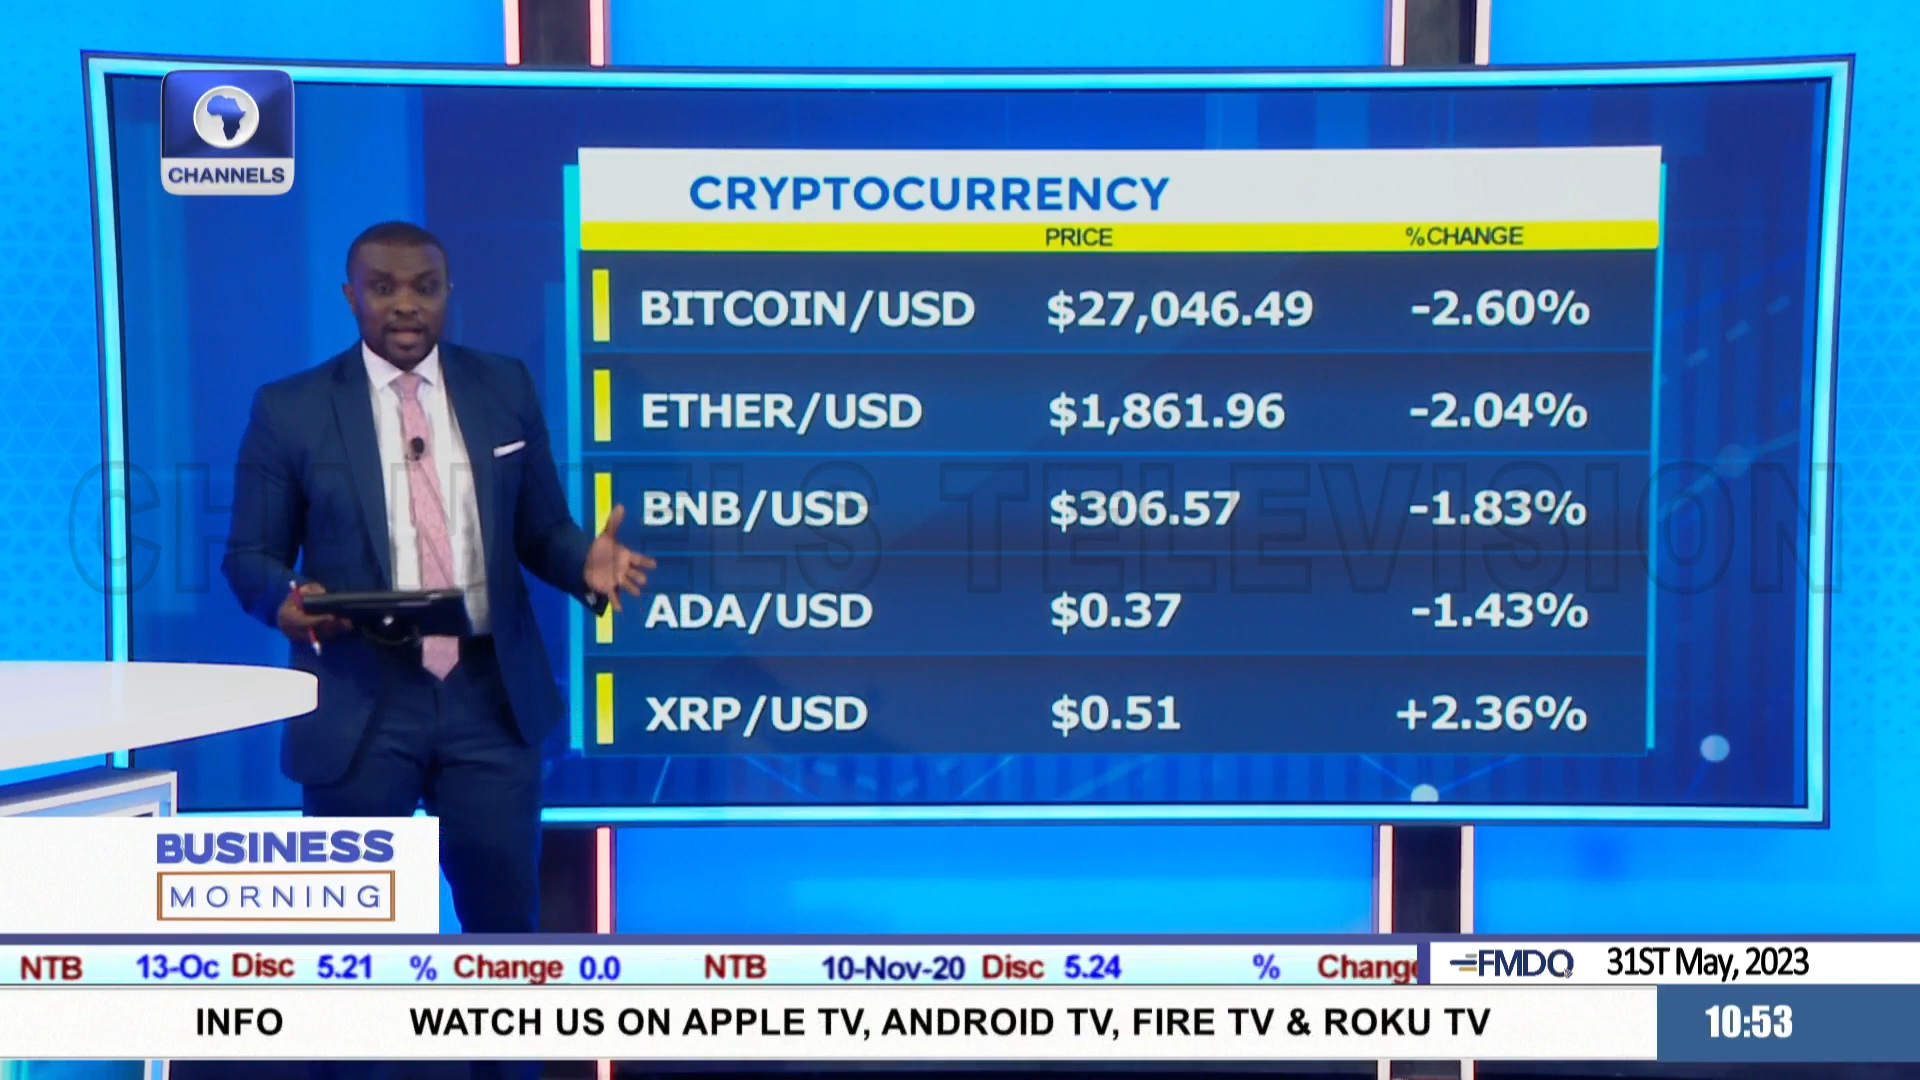 CHANNELS
CRYPTOCURRENCY
PRICE %CHANGE
BITCOIN/USD $27,046.49 -2.60%
ETHER/USD $1,861.96 -2.04%
BNB/USD $306.57 -1.83%
ADA/USD $0.37 -1.43%
XRP/USD $0.51 +2.36%
CHANNELS TELEVISION
BUSINESS
MORNING
NTB 13-Oc Disc 5.21 % Change 0.0 NTB 10-Nov-20 Disc 5.24 % Change
FMDQ 31ST May, 2023
INFO WATCH US ON APPLE TV, ANDROID TV, FIRE TV & ROKU TV
10:53